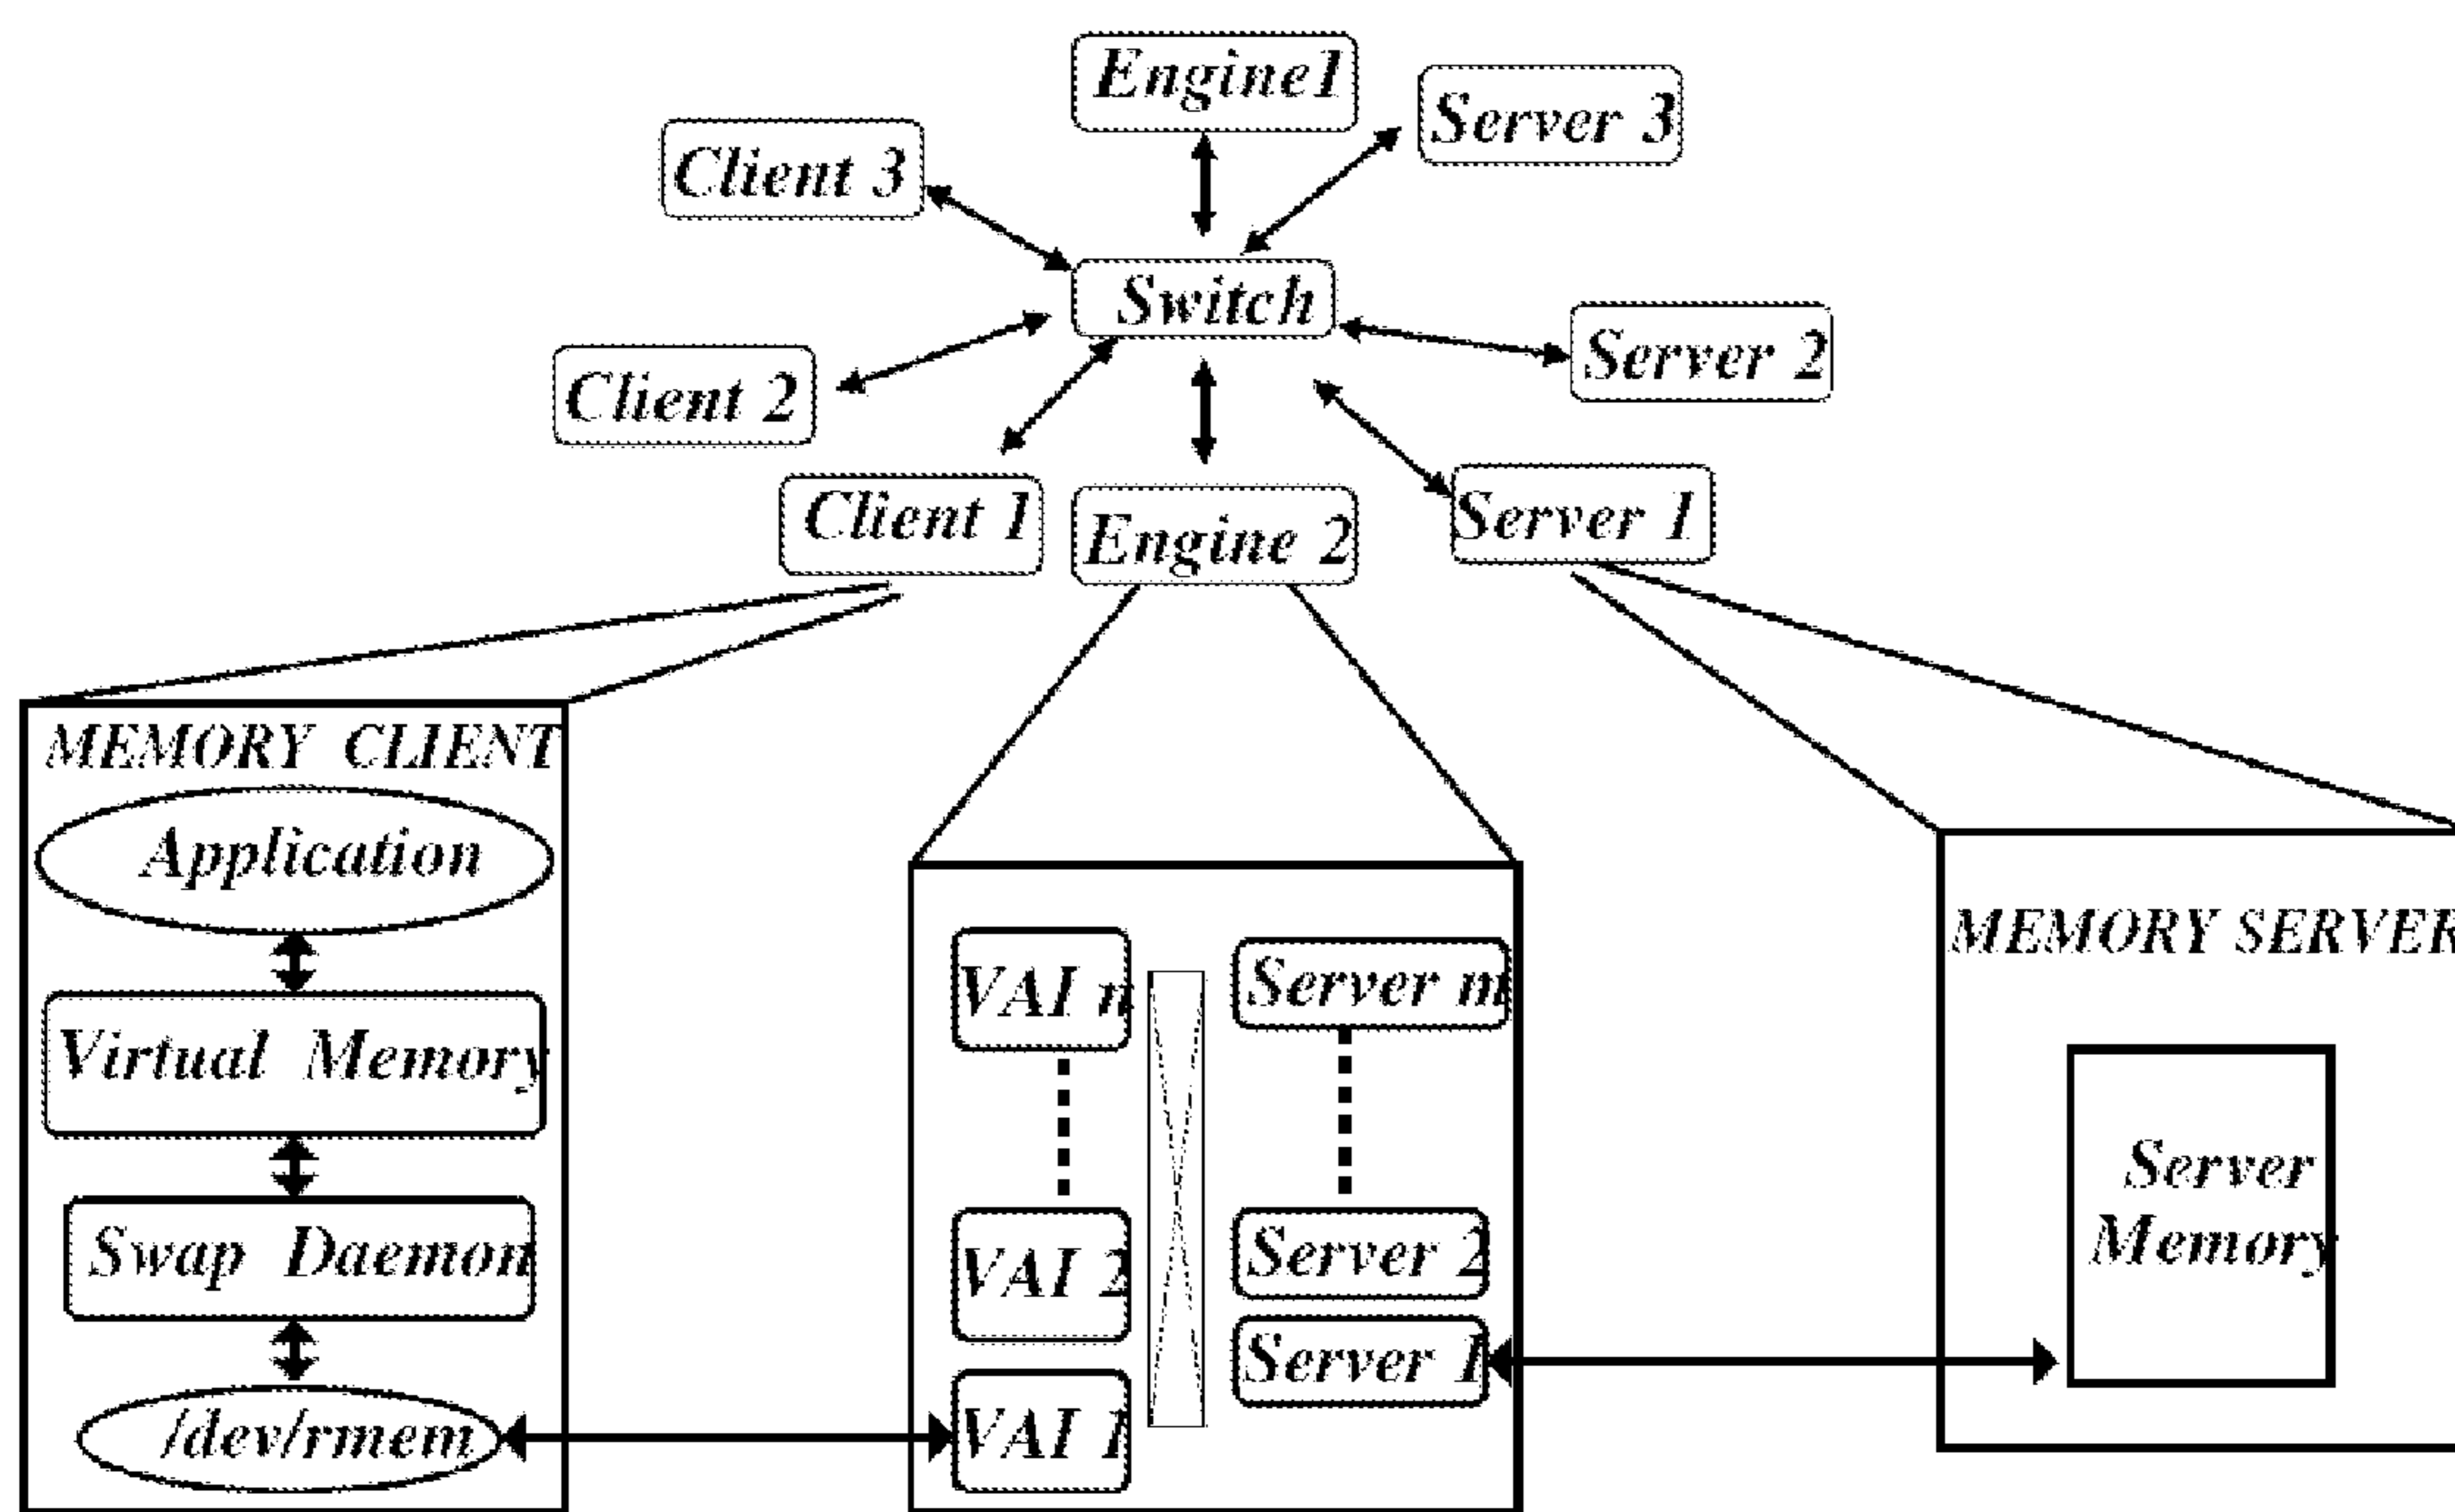 Engine1
Server 3
Client 3
Switch
Server 2
Client 2
Client 1
Engine 2
Server 1
MEMORY CLIENT
Application
Virtual Memory
Swap Daemon
/dev/rmem
VAI n
VAI 2
VAI 1
Server m
Server 2
Server 1
MEMORY SERVER
Server
Memory